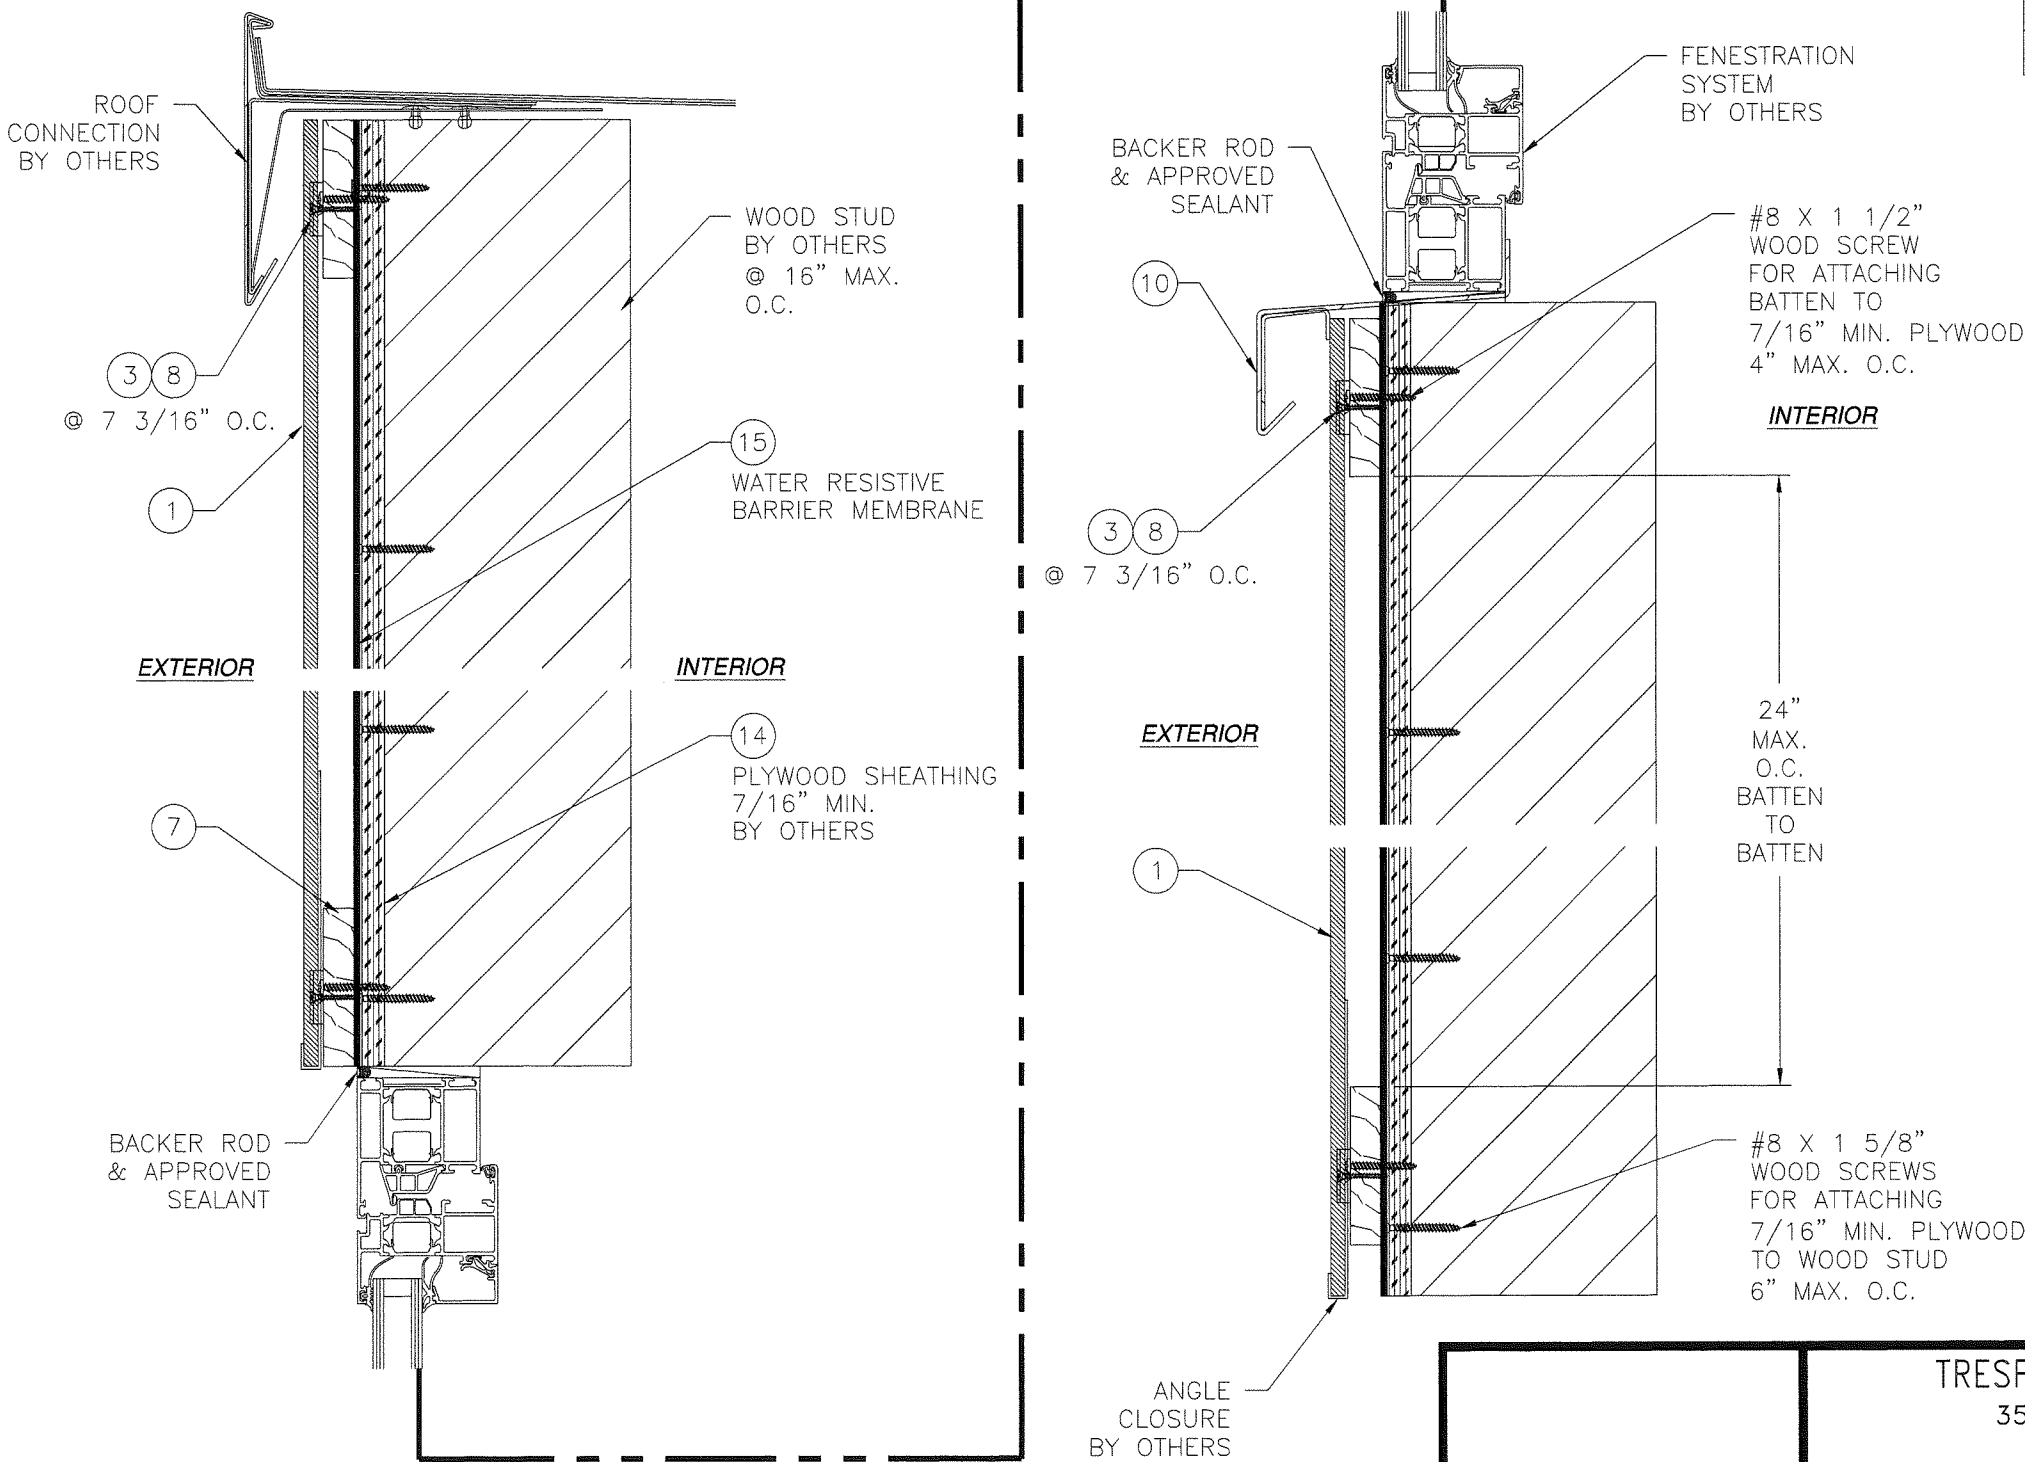 ROOF
CONNECTION
BY OTHERS
3 8
@ 7 3/16" O.C.
1
EXTERIOR
7
BACKER ROD
& APPROVED
SEALANT
WOOD STUD
BY OTHERS
@ 16" MAX.
O.C.
15
WATER RESISTIVE
BARRIER MEMBRANE
INTERIOR
14
PLYWOOD SHEATHING
7/16" MIN.
BY OTHERS
FENESTRATION
SYSTEM
BY OTHERS
BACKER ROD
& APPROVED
SEALANT
10
#8 X 1 1/2"
WOOD SCREW
FOR ATTACHING
BATTEN TO
7/16" MIN. PLYWOOD
4" MAX. O.C.
INTERIOR
3 8
@ 7 3/16" O.C.
EXTERIOR
24"
MAX.
O.C.
BATTEN
TO
BATTEN
1
#8 X 1 5/8"
WOOD SCREWS
FOR ATTACHING
7/16" MIN. PLYWOOD
TO WOOD STUD
6" MAX. O.C.
ANGLE
CLOSURE
BY OTHERS
35